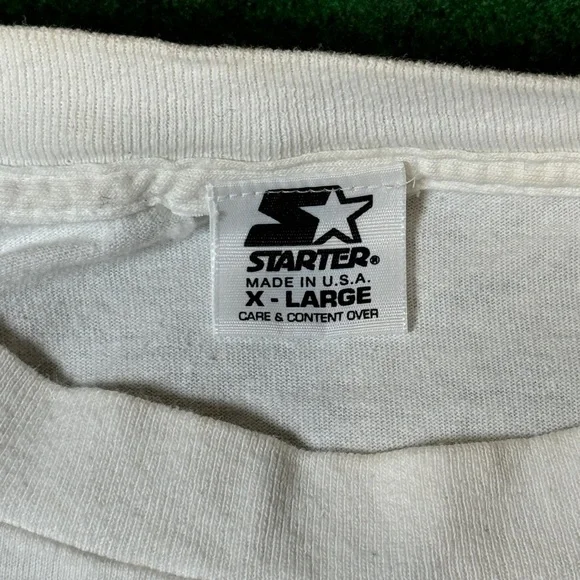 STARTER®
MADE IN U.S.A.
X - LARGE
CARE & CONTENT OVER